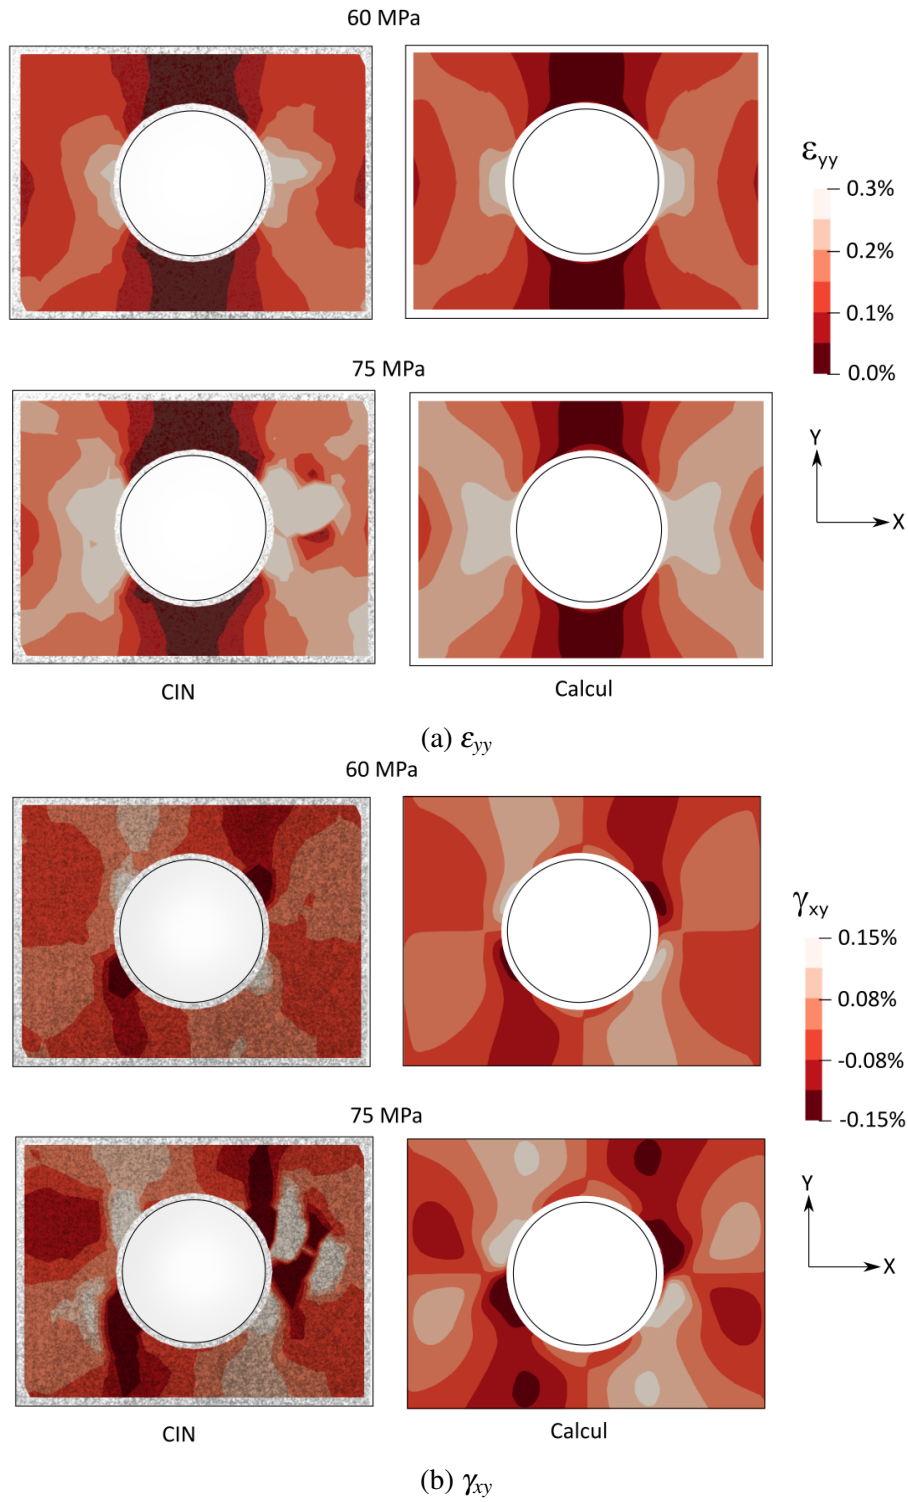 60 MPa
εyy
0.3%
0.2%
0.1%
0.0%
75 MPa
Y
X
CIN
Calcul
(a) εyy
60 MPa
γxy
0.15%
0.08%
-0.08%
-0.15%
75 MPa
Y
X
CIN
Calcul
(b) γxy